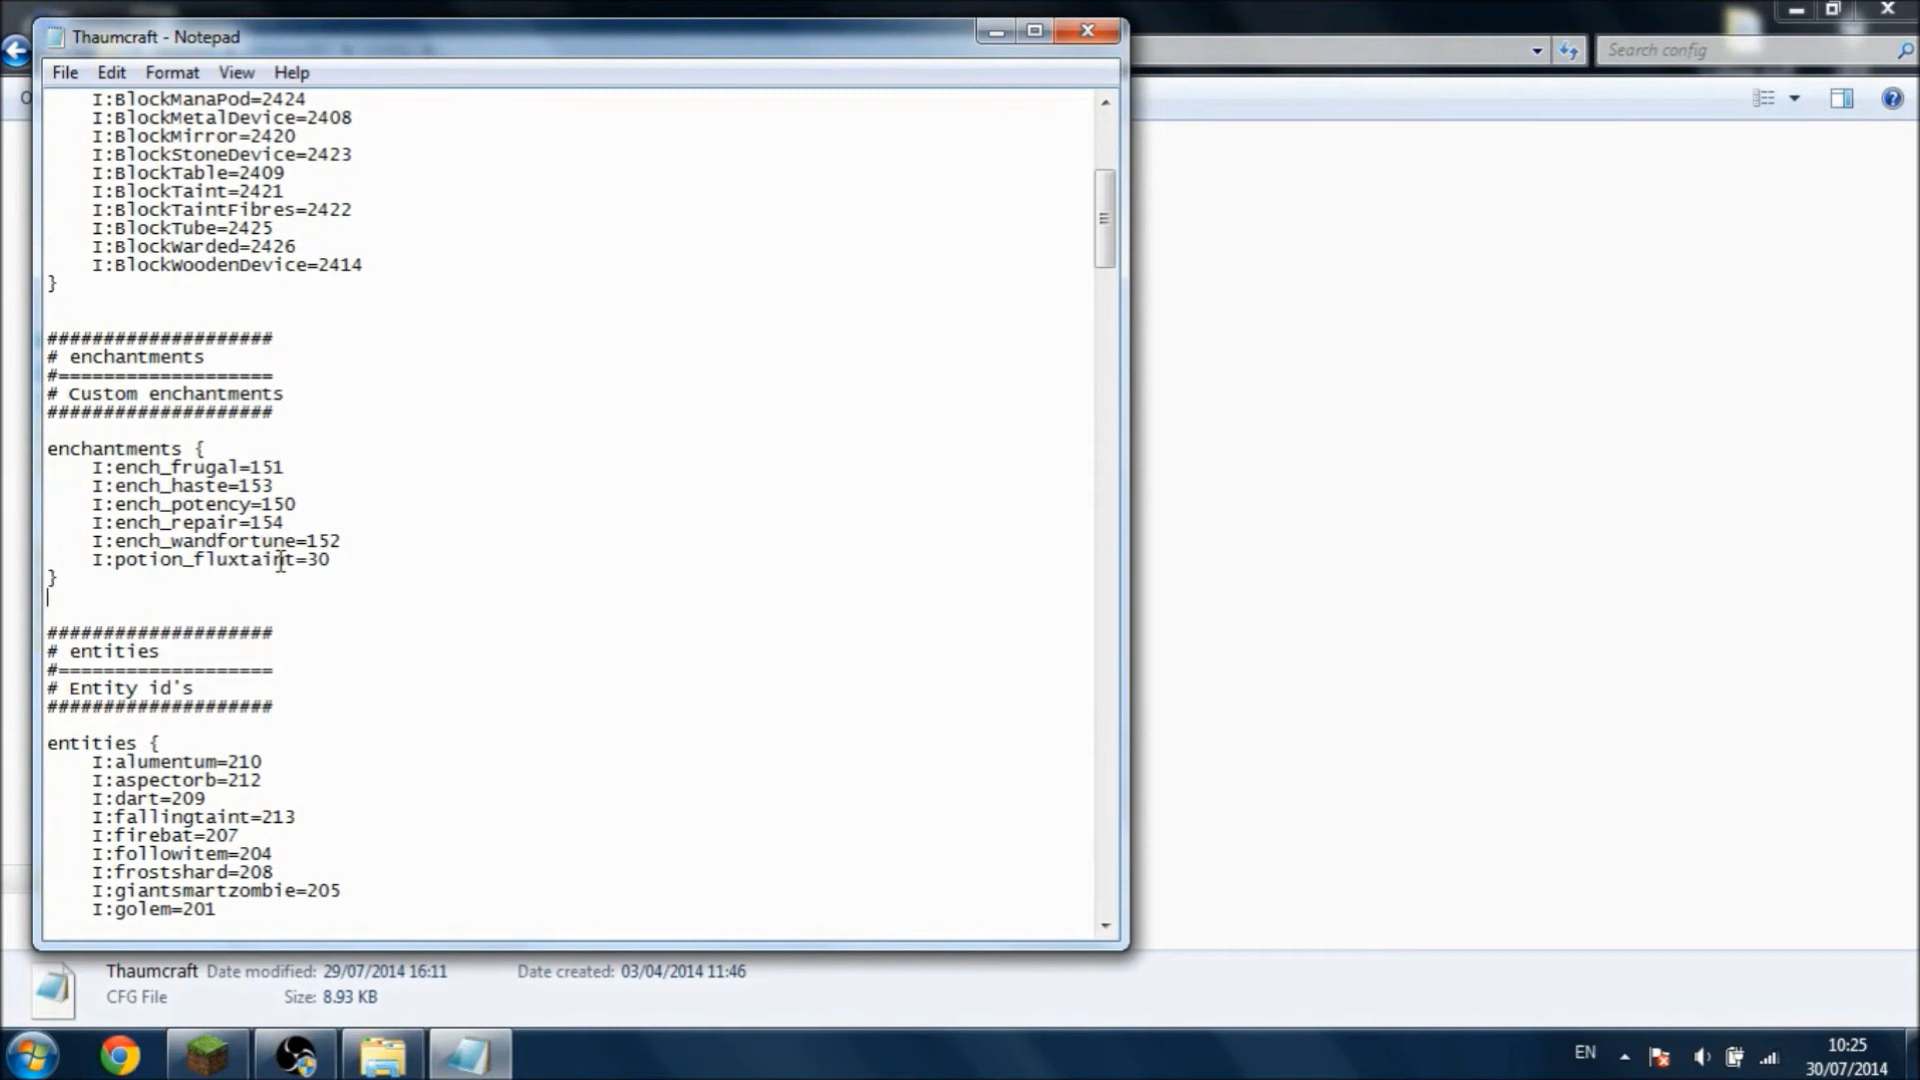 Thaumcraft - Notepad
Search config
File Edit Format View Help
I:BlockManaPod=2424
I:BlockMetalDevice=2408
I:BlockMirror=2420
I:BlockStoneDevice=2423
I:BlockTable=2409
I:BlockTaint=2421
I:BlockTaintFibres=2422
I:BlockTube=2425
I:BlockWarded=2426
I:BlockWoodenDevice=2414
}
####################
# enchantments
#===================
# Custom enchantments
####################
enchantments {
I:ench_frugal=151
I:ench_haste=153
I:ench_potency=150
I:ench_repair=154
I:ench_wandfortune=152
I:potion_fluxtaint=30
}
####################
# entities
#===================
# Entity id's
####################
entities {
I:alumentum=210
I:aspectorb=212
I:dart=209
I:fallingtaint=213
I:firebat=207
I:followitem=204
I:frostshard=208
I:giantsmartzombie=205
I:golem=201
Thaumcraft Date modified: 29/07/2014 16:11 Date created: 03/04/2014 11:46
CFG File Size: 8.93 KB
EN
10:25
30/07/2014